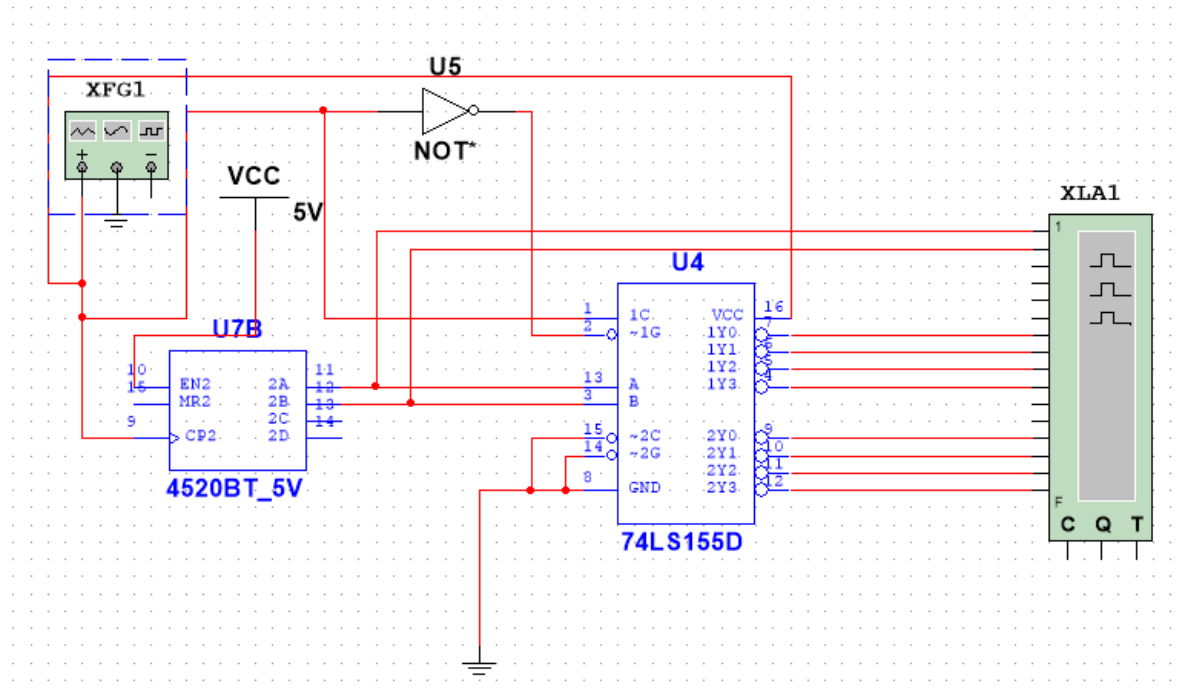 XFG1
+
−
U5
NOT*
VCC
5V
U7B
10
15
9
EN2
MR2
CP2
2A
2B
2C
2D
11
12
13
14
4520BT_5V
U4
1
2
13
3
15
14
8
1C
~1G
A
B
~2C
~2G
GND
VCC
1Y0
1Y1
1Y2
1Y3
2Y0
2Y1
2Y2
2Y3
16
7
6
5
4
9
10
11
12
74LS155D
XLA1
1
F
C Q T